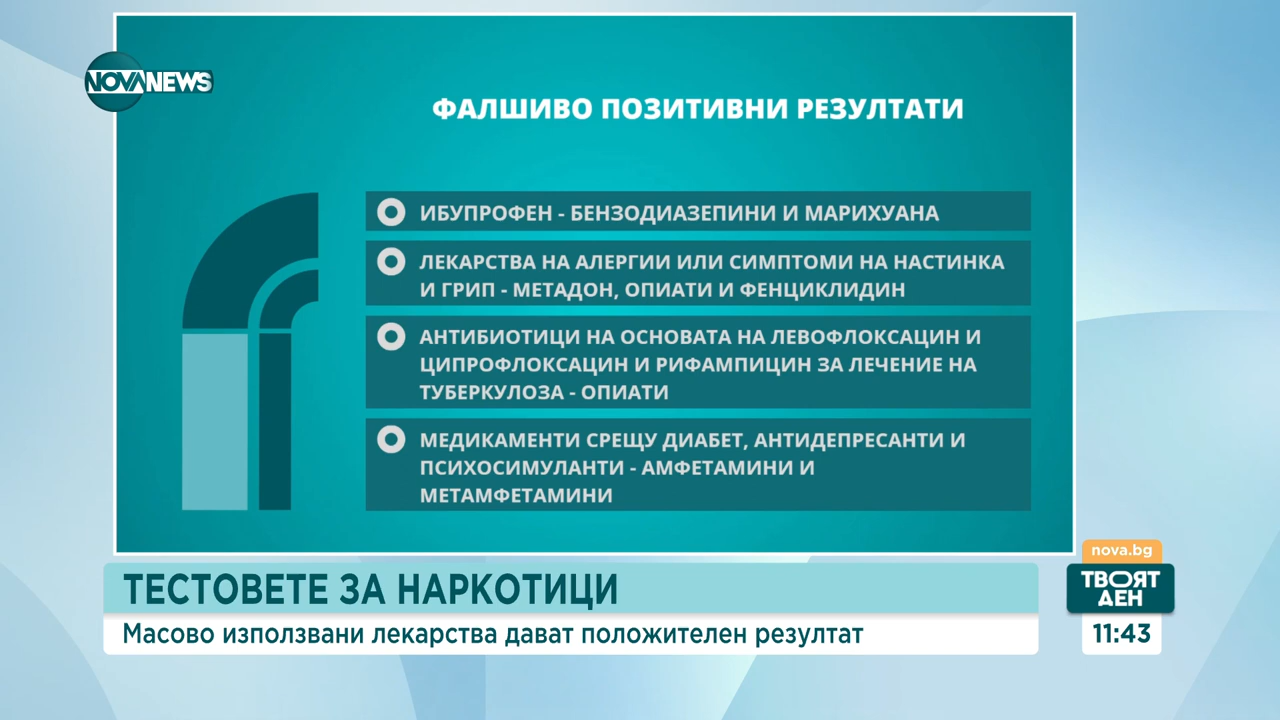 NOVANEWS
ФАЛШИВО ПОЗИТИВНИ РЕЗУЛТАТИ
ИБУПРОФЕН - БЕНЗОДИАЗЕПИНИ И МАРИХУАНА
ЛЕКАРСТВА НА АЛЕРГИИ ИЛИ СИМПТОМИ НА НАСТИНКА
И ГРИП - МЕТАДОН, ОПИАТИ И ФЕНЦИКЛИДИН
АНТИБИОТИЦИ НА ОСНОВАТА НА ЛЕВОФЛОКСАЦИН И
ЦИПРОФЛОКСАЦИН И РИФАМПИЦИН ЗА ЛЕЧЕНИЕ НА
ТУБЕРКУЛОЗА - ОПИАТИ
МЕДИКАМЕНТИ СРЕЩУ ДИАБЕТ, АНТИДЕПРЕСАНТИ И
ПСИХОСИМУЛАНТИ - АМФЕТАМИНИ И
МЕТАМФЕТАМИНИ
ТЕСТОВЕТЕ ЗА НАРКОТИЦИ
Масово използвани лекарства дават положителен резултат
nova.bg
ТВОЯТ
ДЕН
11:43